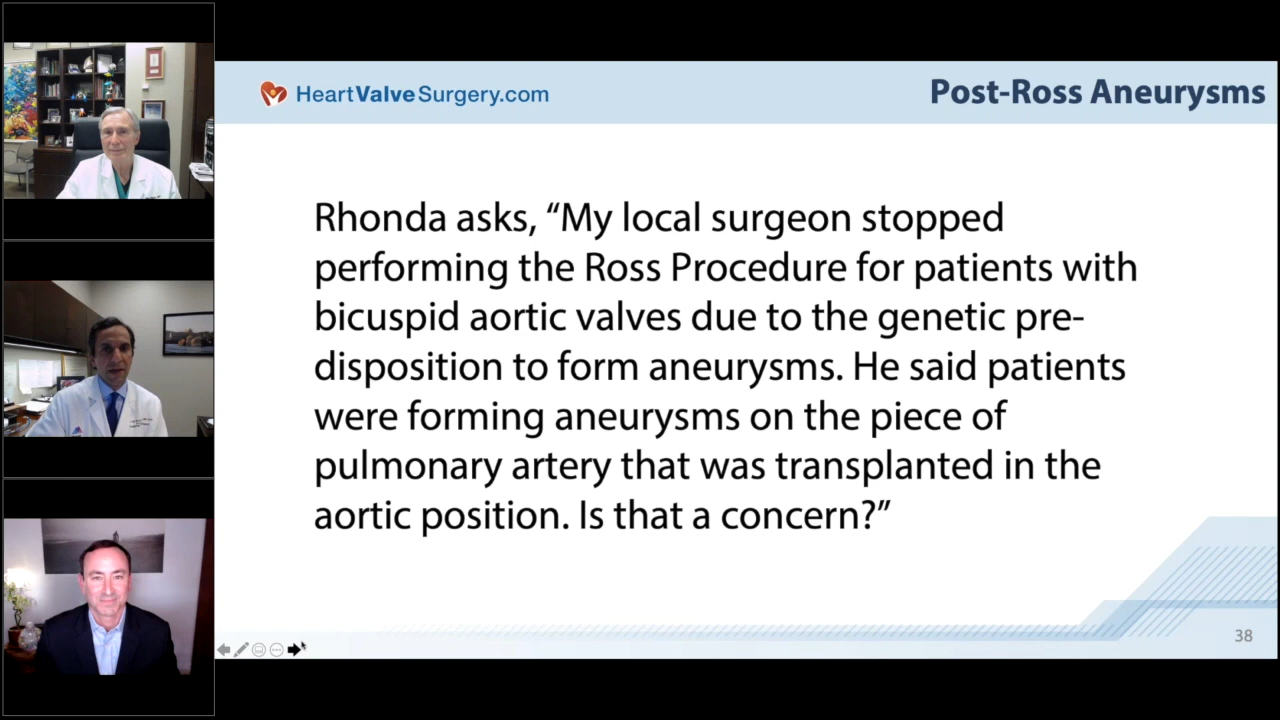 HeartValveSurgery.com
Post-Ross Aneurysms
Rhonda asks, “My local surgeon stopped
performing the Ross Procedure for patients with
bicuspid aortic valves due to the genetic pre-
disposition to form aneurysms. He said patients
were forming aneurysms on the piece of
pulmonary artery that was transplanted in the
aortic position. Is that a concern?”
38